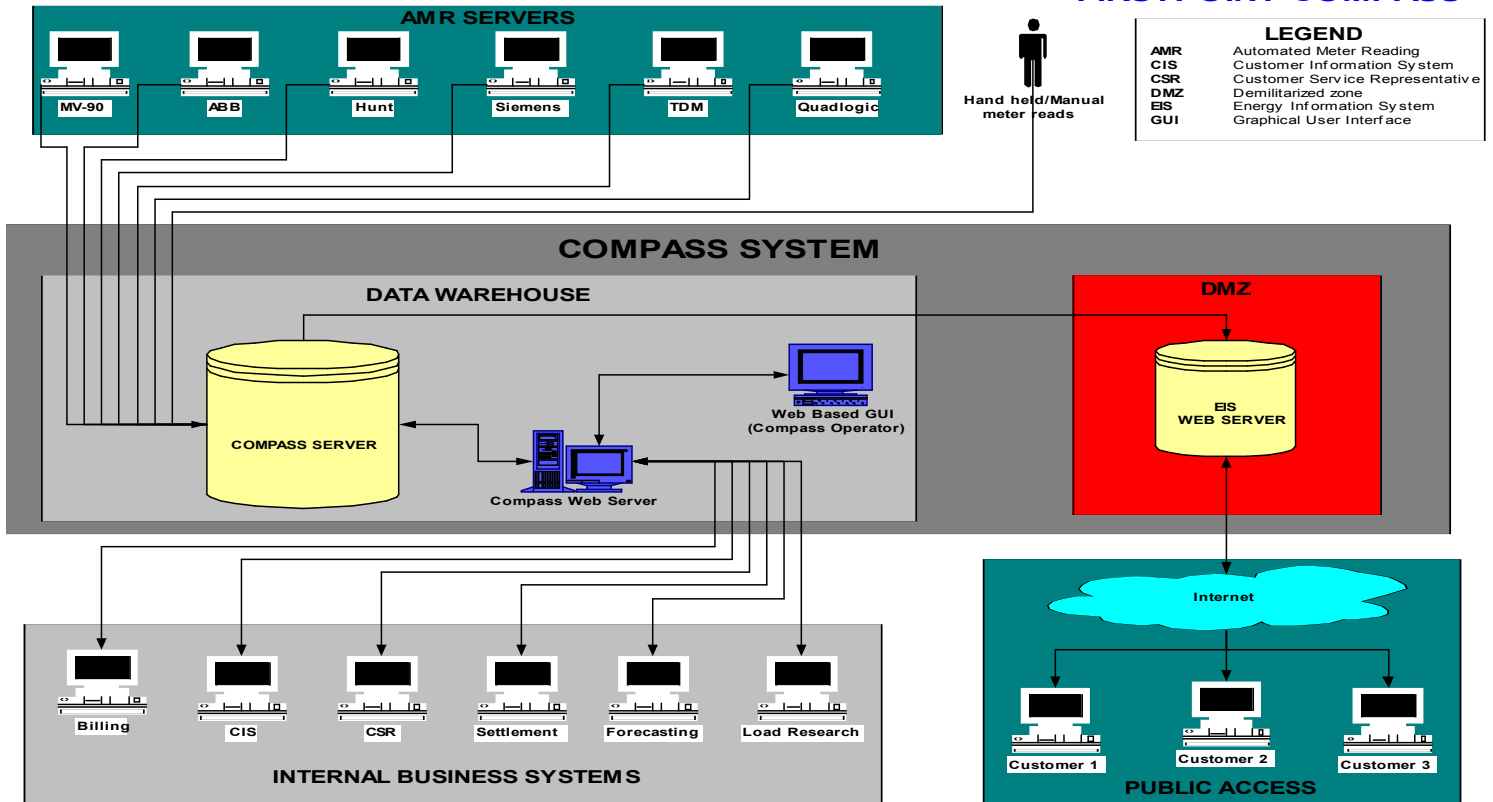 AMR SERVERS
MV-90
ABB
Hunt
Siemens
TDM
Quadlogic
Hand held/Manual
meter reads
LEGEND
AMR Automated Meter Reading
CIS Customer Information System
CSR Customer Service Representative
DMZ Demilitarized zone
EIS Energy Information System
GUI Graphical User Interface
COMPASS SYSTEM
DATA WAREHOUSE
DMZ
COMPASS SERVER
Web Based GUI
(Compass Operator)
Compass Web Server
EIS
WEB SERVER
Internet
Billing
CIS
CSR
Settlement
Forecasting
Load Research
INTERNAL BUSINESS SYSTEMS
Customer 1
Customer 2
Customer 3
PUBLIC ACCESS